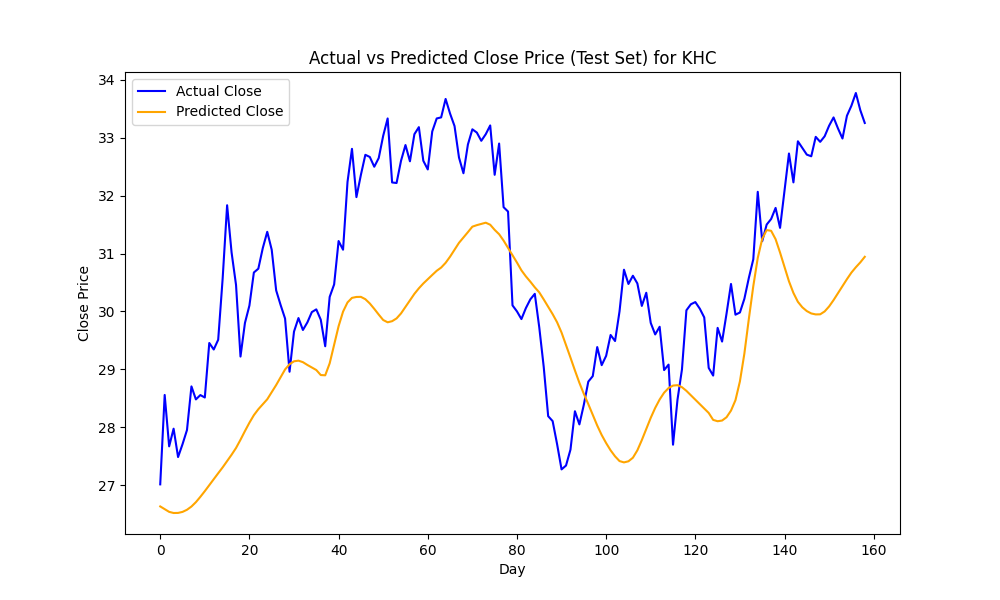 Actual vs Predicted Close Price (Test Set) for KHC
Actual Close
Predicted Close
Close Price
34
33
32
31
30
29
28
27
0 20 40 60 80 100 120 140 160
Day